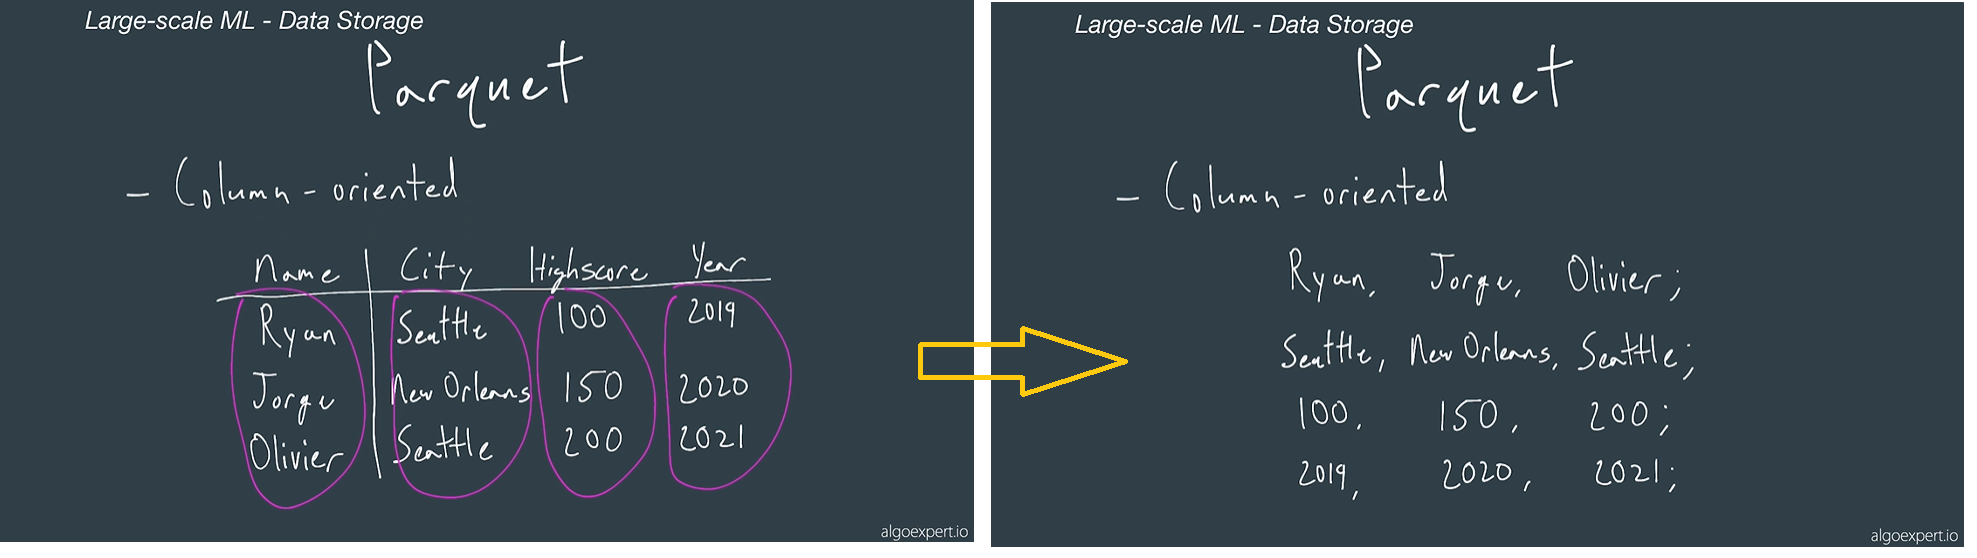 Large-scale ML - Data Storage
Parquet
- Column-oriented
Name City Highscore Year
Ryan Seattle 100 2019
Jorge New Orleans 150 2020
Olivier Seattle 200 2021
algoexpert.io
Large-scale ML - Data Storage
Parquet
- Column-oriented
Ryan, Jorge, Olivier;
Seattle, New Orleans, Seattle;
100, 150, 200;
2019, 2020, 2021;
algoexpert.io